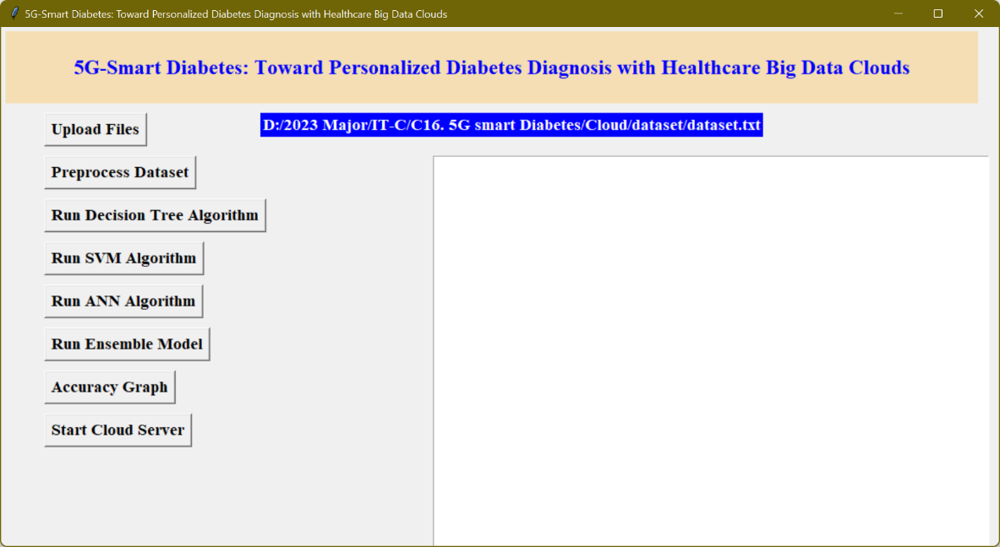 5G-Smart Diabetes: Toward Personalized Diabetes Diagnosis with Healthcare Big Data Clouds
5G-Smart Diabetes: Toward Personalized Diabetes Diagnosis with Healthcare Big Data Clouds
Upload Files
D:/2023 Major/IT-C/C16. 5G smart Diabetes/Cloud/dataset/dataset.txt
Preprocess Dataset
Run Decision Tree Algorithm
Run SVM Algorithm
Run ANN Algorithm
Run Ensemble Model
Accuracy Graph
Start Cloud Server